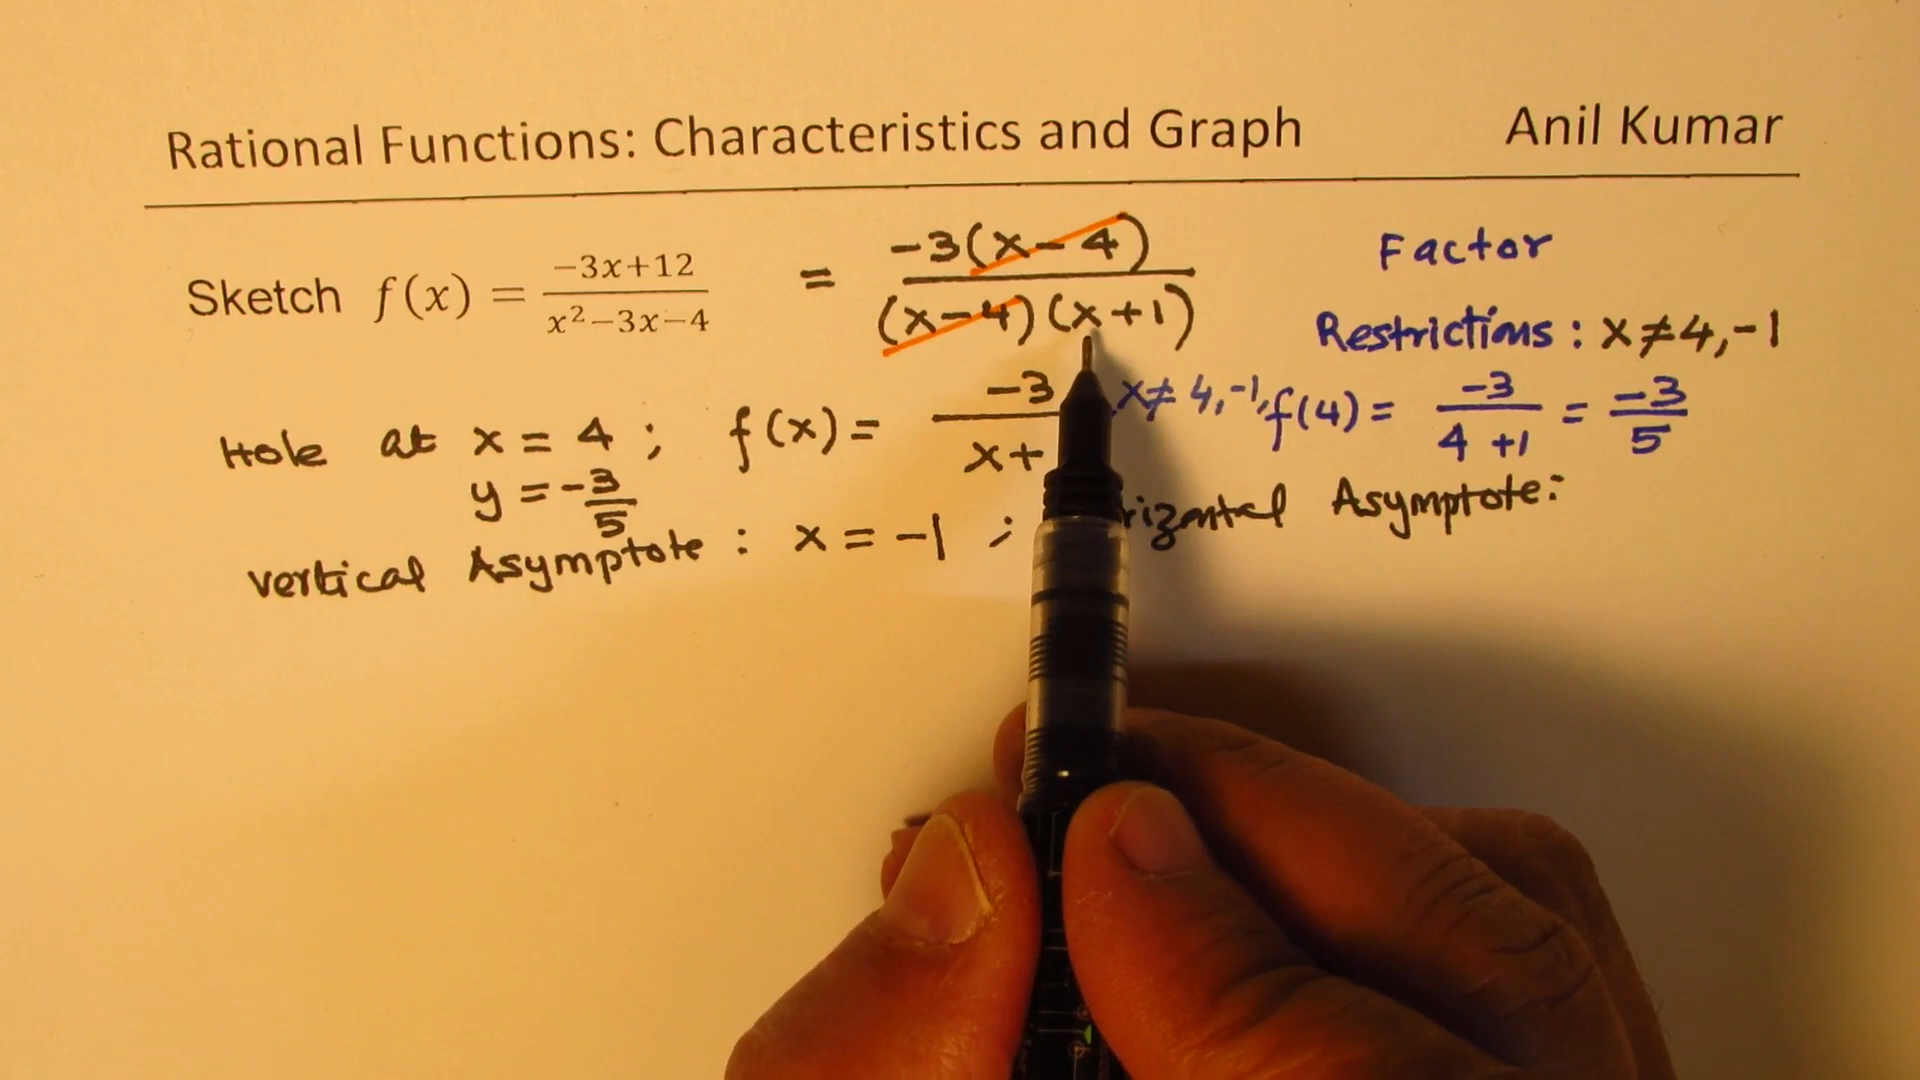 Rational Functions: Characteristics and Graph Anil Kumar
Sketch f(x) = −3x+12 / x²−3x−4 = −3(x−4) / (x−4)(x+1) Factor
Restrictions: x≠4,−1
Hole at x = 4 ; f(x) = −3 / x+ x≠4,−1, f(4) = −3 / 4+1 = −3 / 5
y = −3 / 5
Vertical Asymptote : x = −1 ; rizontal Asymptote: